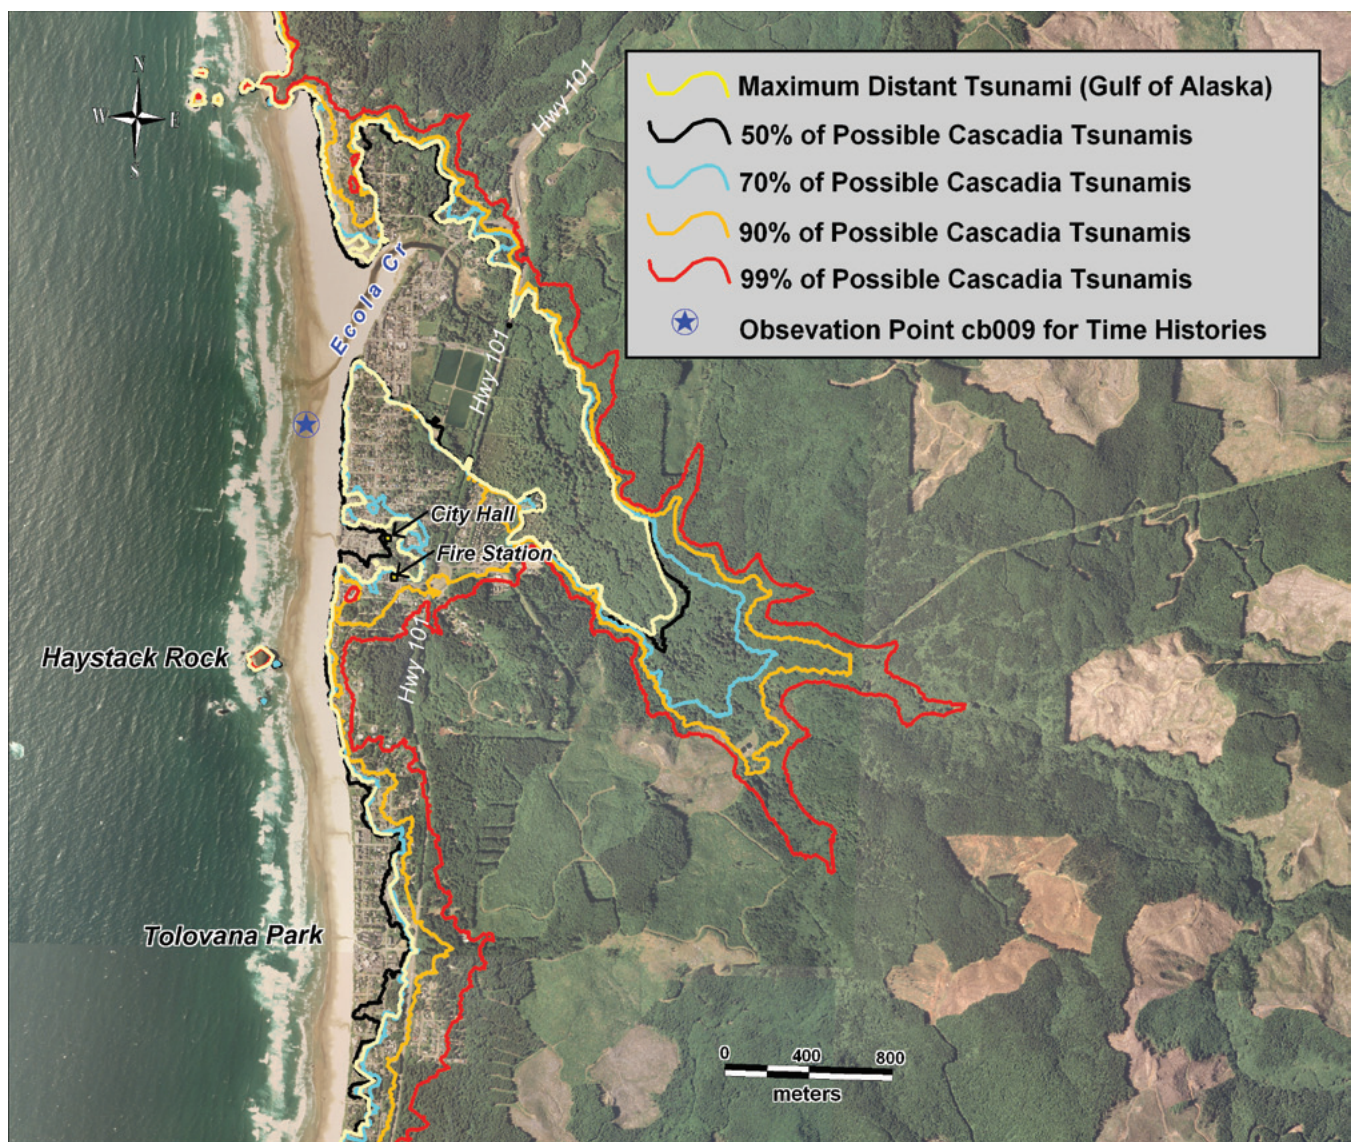 N
W E
S
Hwy 101
Maximum Distant Tsunami (Gulf of Alaska)
50% of Possible Cascadia Tsunamis
70% of Possible Cascadia Tsunamis
90% of Possible Cascadia Tsunamis
99% of Possible Cascadia Tsunamis
Obsevation Point cb009 for Time Histories
Ecola Cr
Hwy 101
City Hall
Fire Station
Haystack Rock
Hwy 101
Tolovana Park
0 400 800
meters